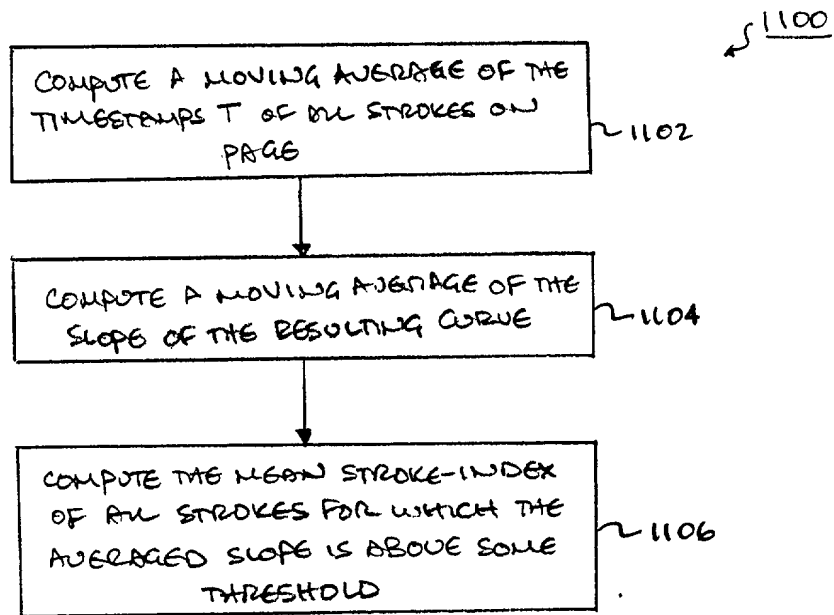 1100
COMPUTE A MOVING AVERAGE OF THE
TIMESTAMPS T OF ALL STROKES ON
PAGE
1102
COMPUTE A MOVING AVERAGE OF THE
SLOPE OF THE RESULTING CURVE
1104
COMPUTE THE MEAN STROKE-INDEX
OF ALL STROKES FOR WHICH THE
AVERAGED SLOPE IS ABOVE SOME
THRESHOLD
1106